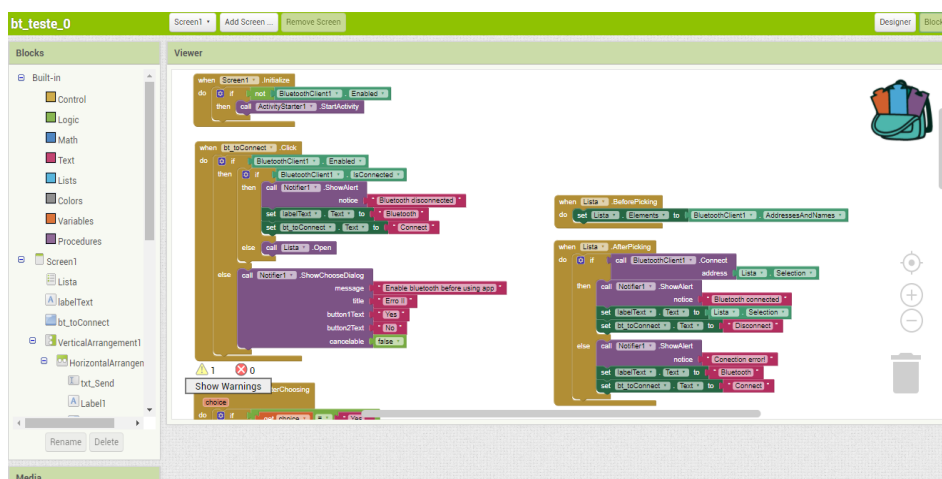 bt_teste_0
Screen1
Add Screen ...
Remove Screen
Designer
Block
Blocks
Viewer
Built-in
Control
Logic
Math
Text
Lists
Colors
Variables
Procedures
Screen1
Lista
labelText
bt_toConnect
VerticalArrangement1
HorizontalArrangen
txt_Send
Label1
Rename
Delete
Media
when Screen1 .Initialize
do if not BluetoothClient1 . Enabled
then call ActivityStarter1 .StartActivity
when bt_toConnect .Click
do if BluetoothClient1 . Enabled
then if BluetoothClient1 . IsConnected
then call Notifier1 .ShowAlert
notice " Bluetooth disconnected "
set labelText . Text to " Bluetooth "
set bt_toConnect . Text to " Connect "
else call Lista .Open
else call Notifier1 .ShowChooseDialog
message " Enable bluetooth before using app "
title " Erro !! "
button1Text " Yes "
button2Text " No "
cancelable false
1 0
Show Warnings
terChoosing
choice
do if get choice = " Yes
when Lista .BeforePicking
do set Lista . Elements to BluetoothClient1 . AddressesAndNames
when Lista .AfterPicking
do if call BluetoothClient1 .Connect
address Lista . Selection
then call Notifier1 .ShowAlert
notice " Bluetooth connected "
set labelText . Text to Lista . Selection
set bt_toConnect . Text to " Disconnect "
else call Notifier1 .ShowAlert
notice " Conection error! "
set labelText . Text to " Bluetooth "
set bt_toConnect . Text to " Connect "